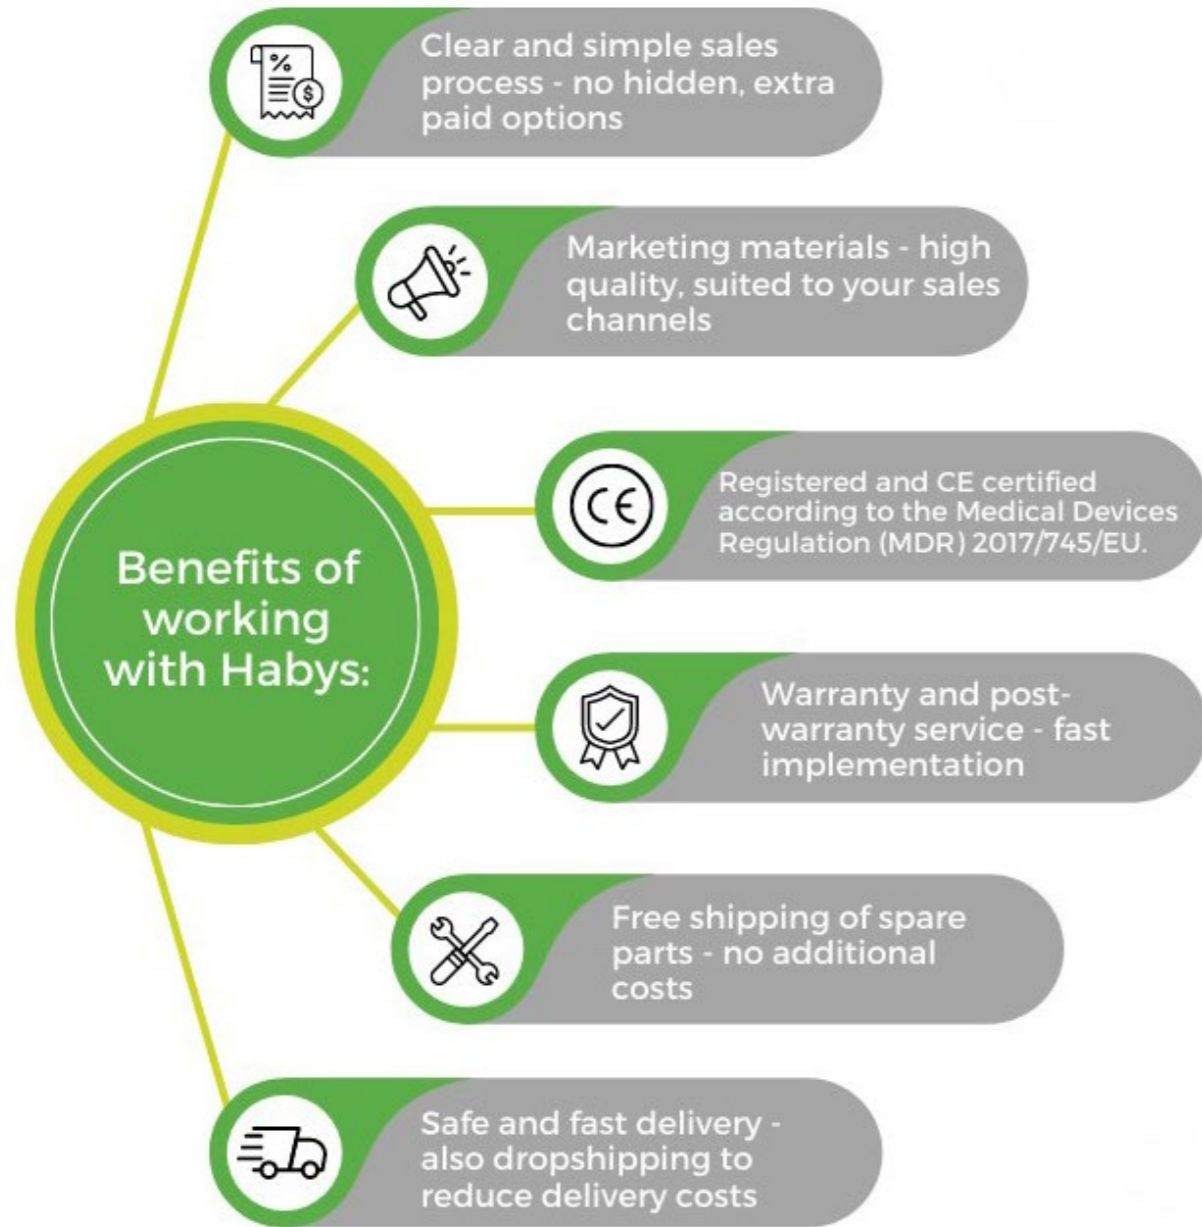 Clear and simple sales
process - no hidden, extra
paid options
Marketing materials - high
quality, suited to your sales
channels
Registered and CE certified
according to the Medical Devices
Regulation (MDR) 2017/745/EU.
Benefits of
working
with Habys:
Warranty and post-
warranty service - fast
implementation
Free shipping of spare
parts - no additional
costs
Safe and fast delivery -
also dropshipping to
reduce delivery costs